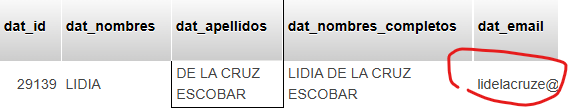 dat_id dat_nombres dat_apellidos dat_nombres_completos dat_email
29139 LIDIA DE LA CRUZ LIDIA DE LA CRUZ lidelacruze@
ESCOBAR ESCOBAR